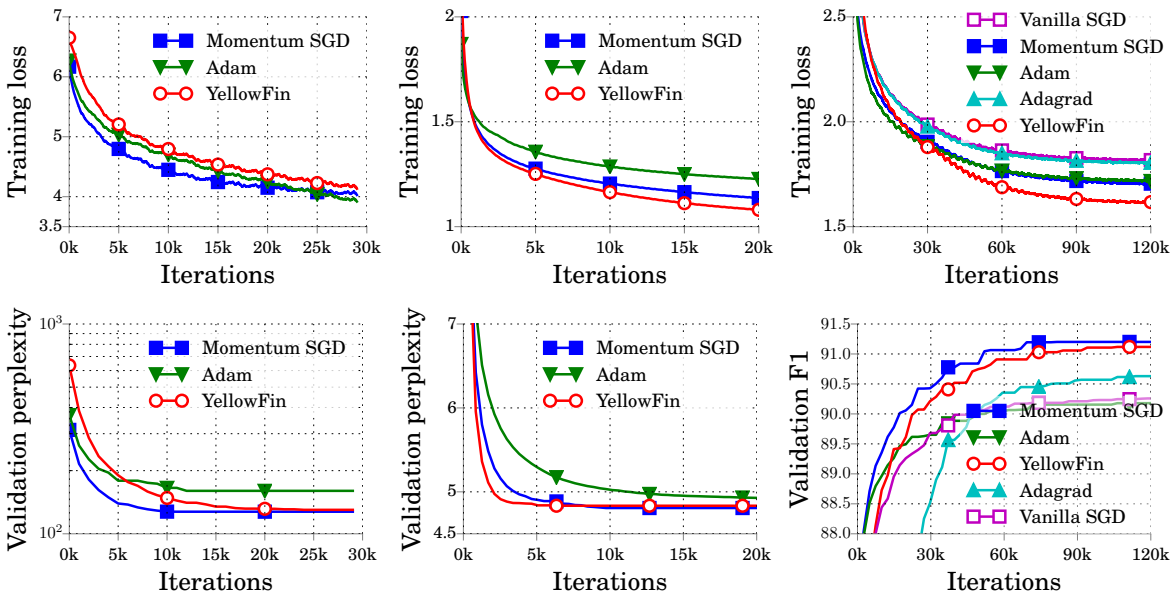 7
6
5
4
3.5
0k 5k 10k 15k 20k 25k 30k
Training loss
Iterations
Momentum SGD
Adam
YellowFin
2
1.5
1
0k 5k 10k 15k 20k
Training loss
Iterations
Momentum SGD
Adam
YellowFin
2.5
2.0
1.5
0k 30k 60k 90k 120k
Training loss
Iterations
Vanilla SGD
Momentum SGD
Adam
Adagrad
YellowFin
10³
10²
0k 5k 10k 15k 20k 25k 30k
Validation perplexity
Iterations
Momentum SGD
Adam
YellowFin
7
6
5
4.5
0k 5k 10k 15k 20k
Validation perplexity
Iterations
Momentum SGD
Adam
YellowFin
91.5
91.0
90.5
90.0
89.5
89.0
88.5
88.0
0k 30k 60k 90k 120k
Validation F1
Iterations
Momentum SGD
Adam
YellowFin
Adagrad
Vanilla SGD